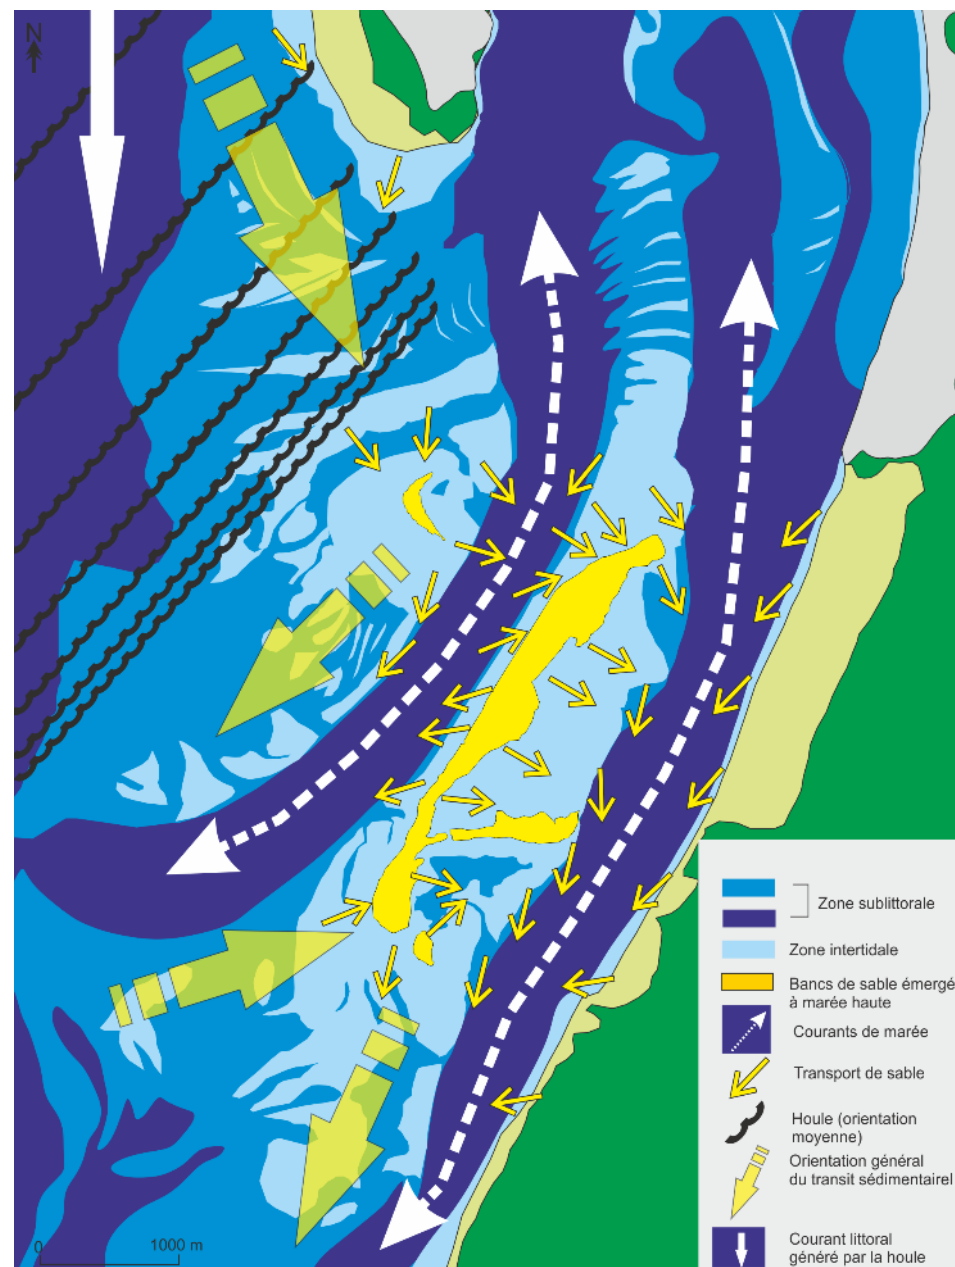 N
Zone sublittorale
Zone intertidale
Bancs de sable émergé
à marée haute
Courants de marée
Transport de sable
Houle (orientation
moyenne)
Orientation général
du transit sédimentairel
Courant littoral
généré par la houle
0
1000 m